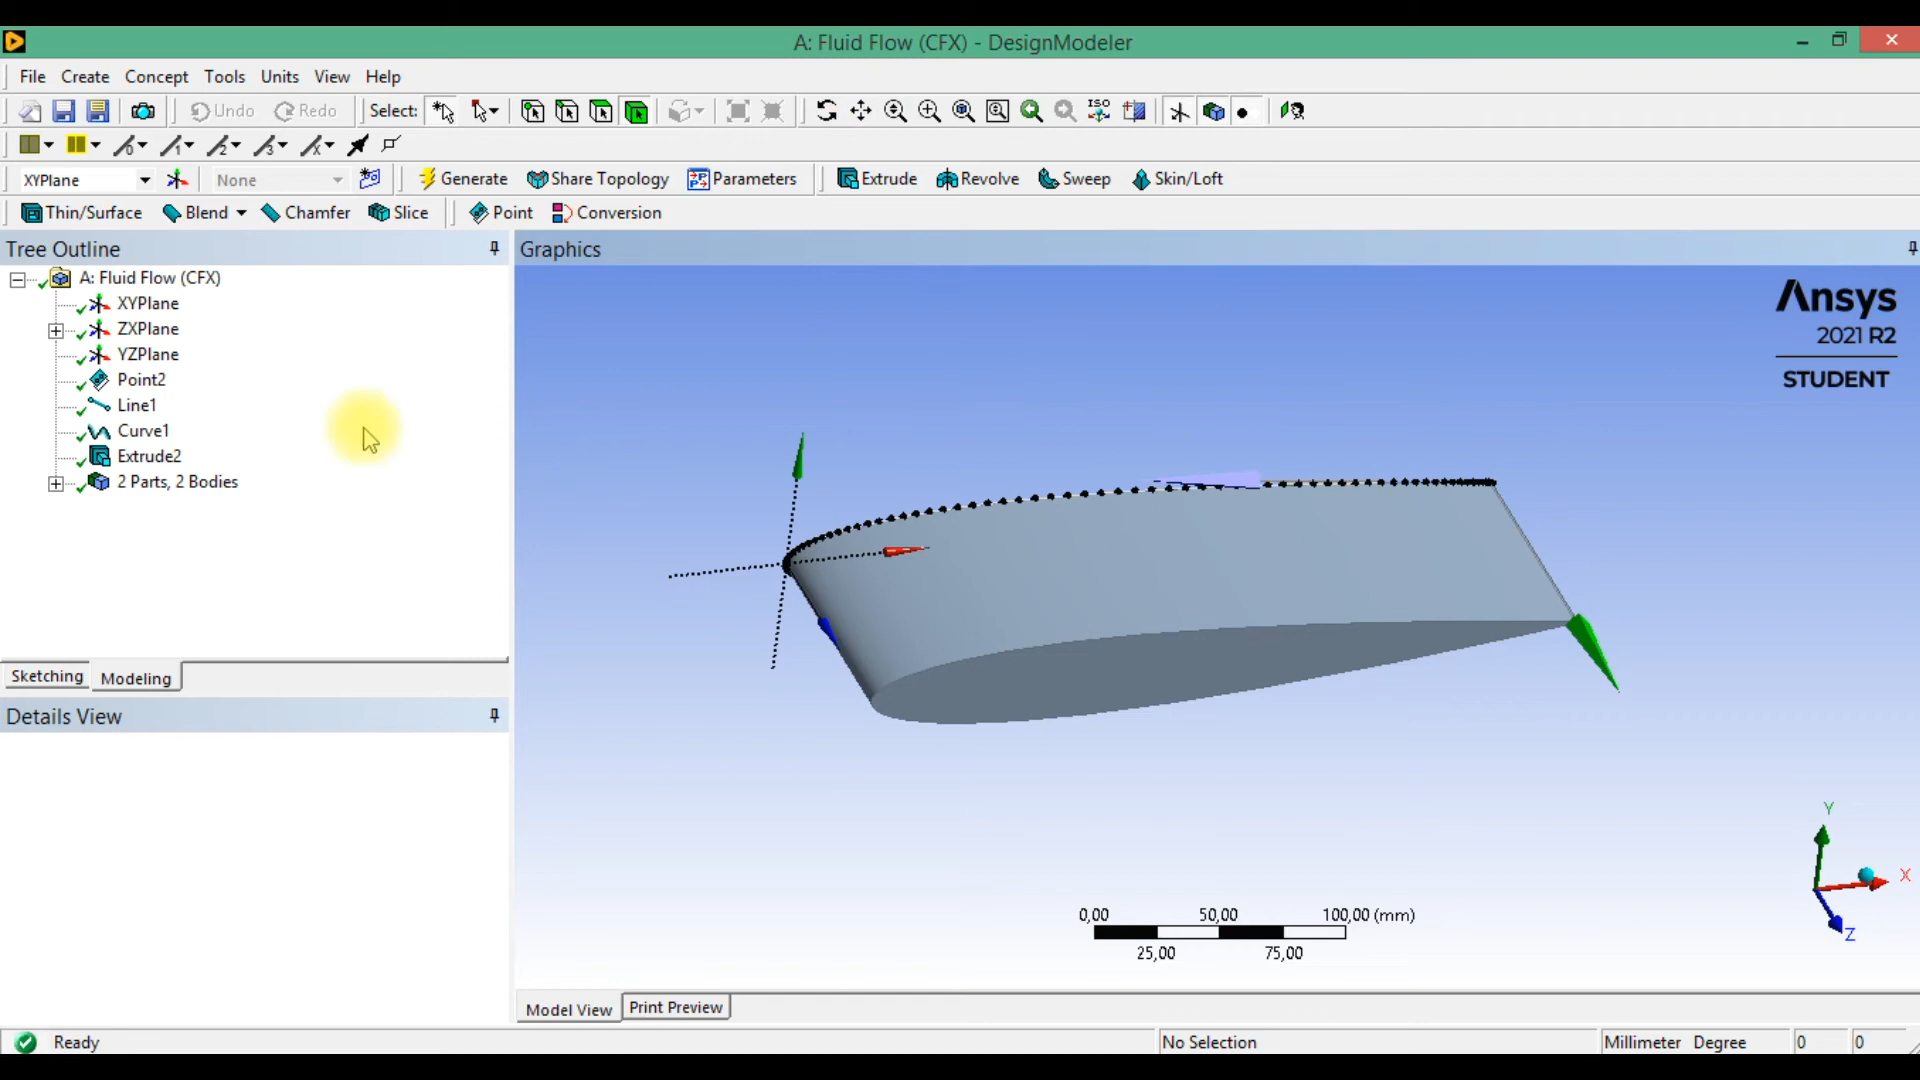 A: Fluid Flow (CFX) - DesignModeler
File Create Concept Tools Units View Help
Undo Redo Select: ISO
XYPlane None Generate Share Topology Parameters Extrude Revolve Sweep Skin/Loft
Thin/Surface Blend Chamfer Slice Point Conversion
Tree Outline
A: Fluid Flow (CFX)
XYPlane
ZXPlane
YZPlane
Point2
Line1
Curve1
Extrude2
2 Parts, 2 Bodies
Sketching Modeling
Details View
Graphics
Ansys
2021 R2
STUDENT
Y
X
Z
0,00 50,00 100,00 (mm)
25,00 75,00
Model View Print Preview
Ready No Selection Millimeter Degree 0 0